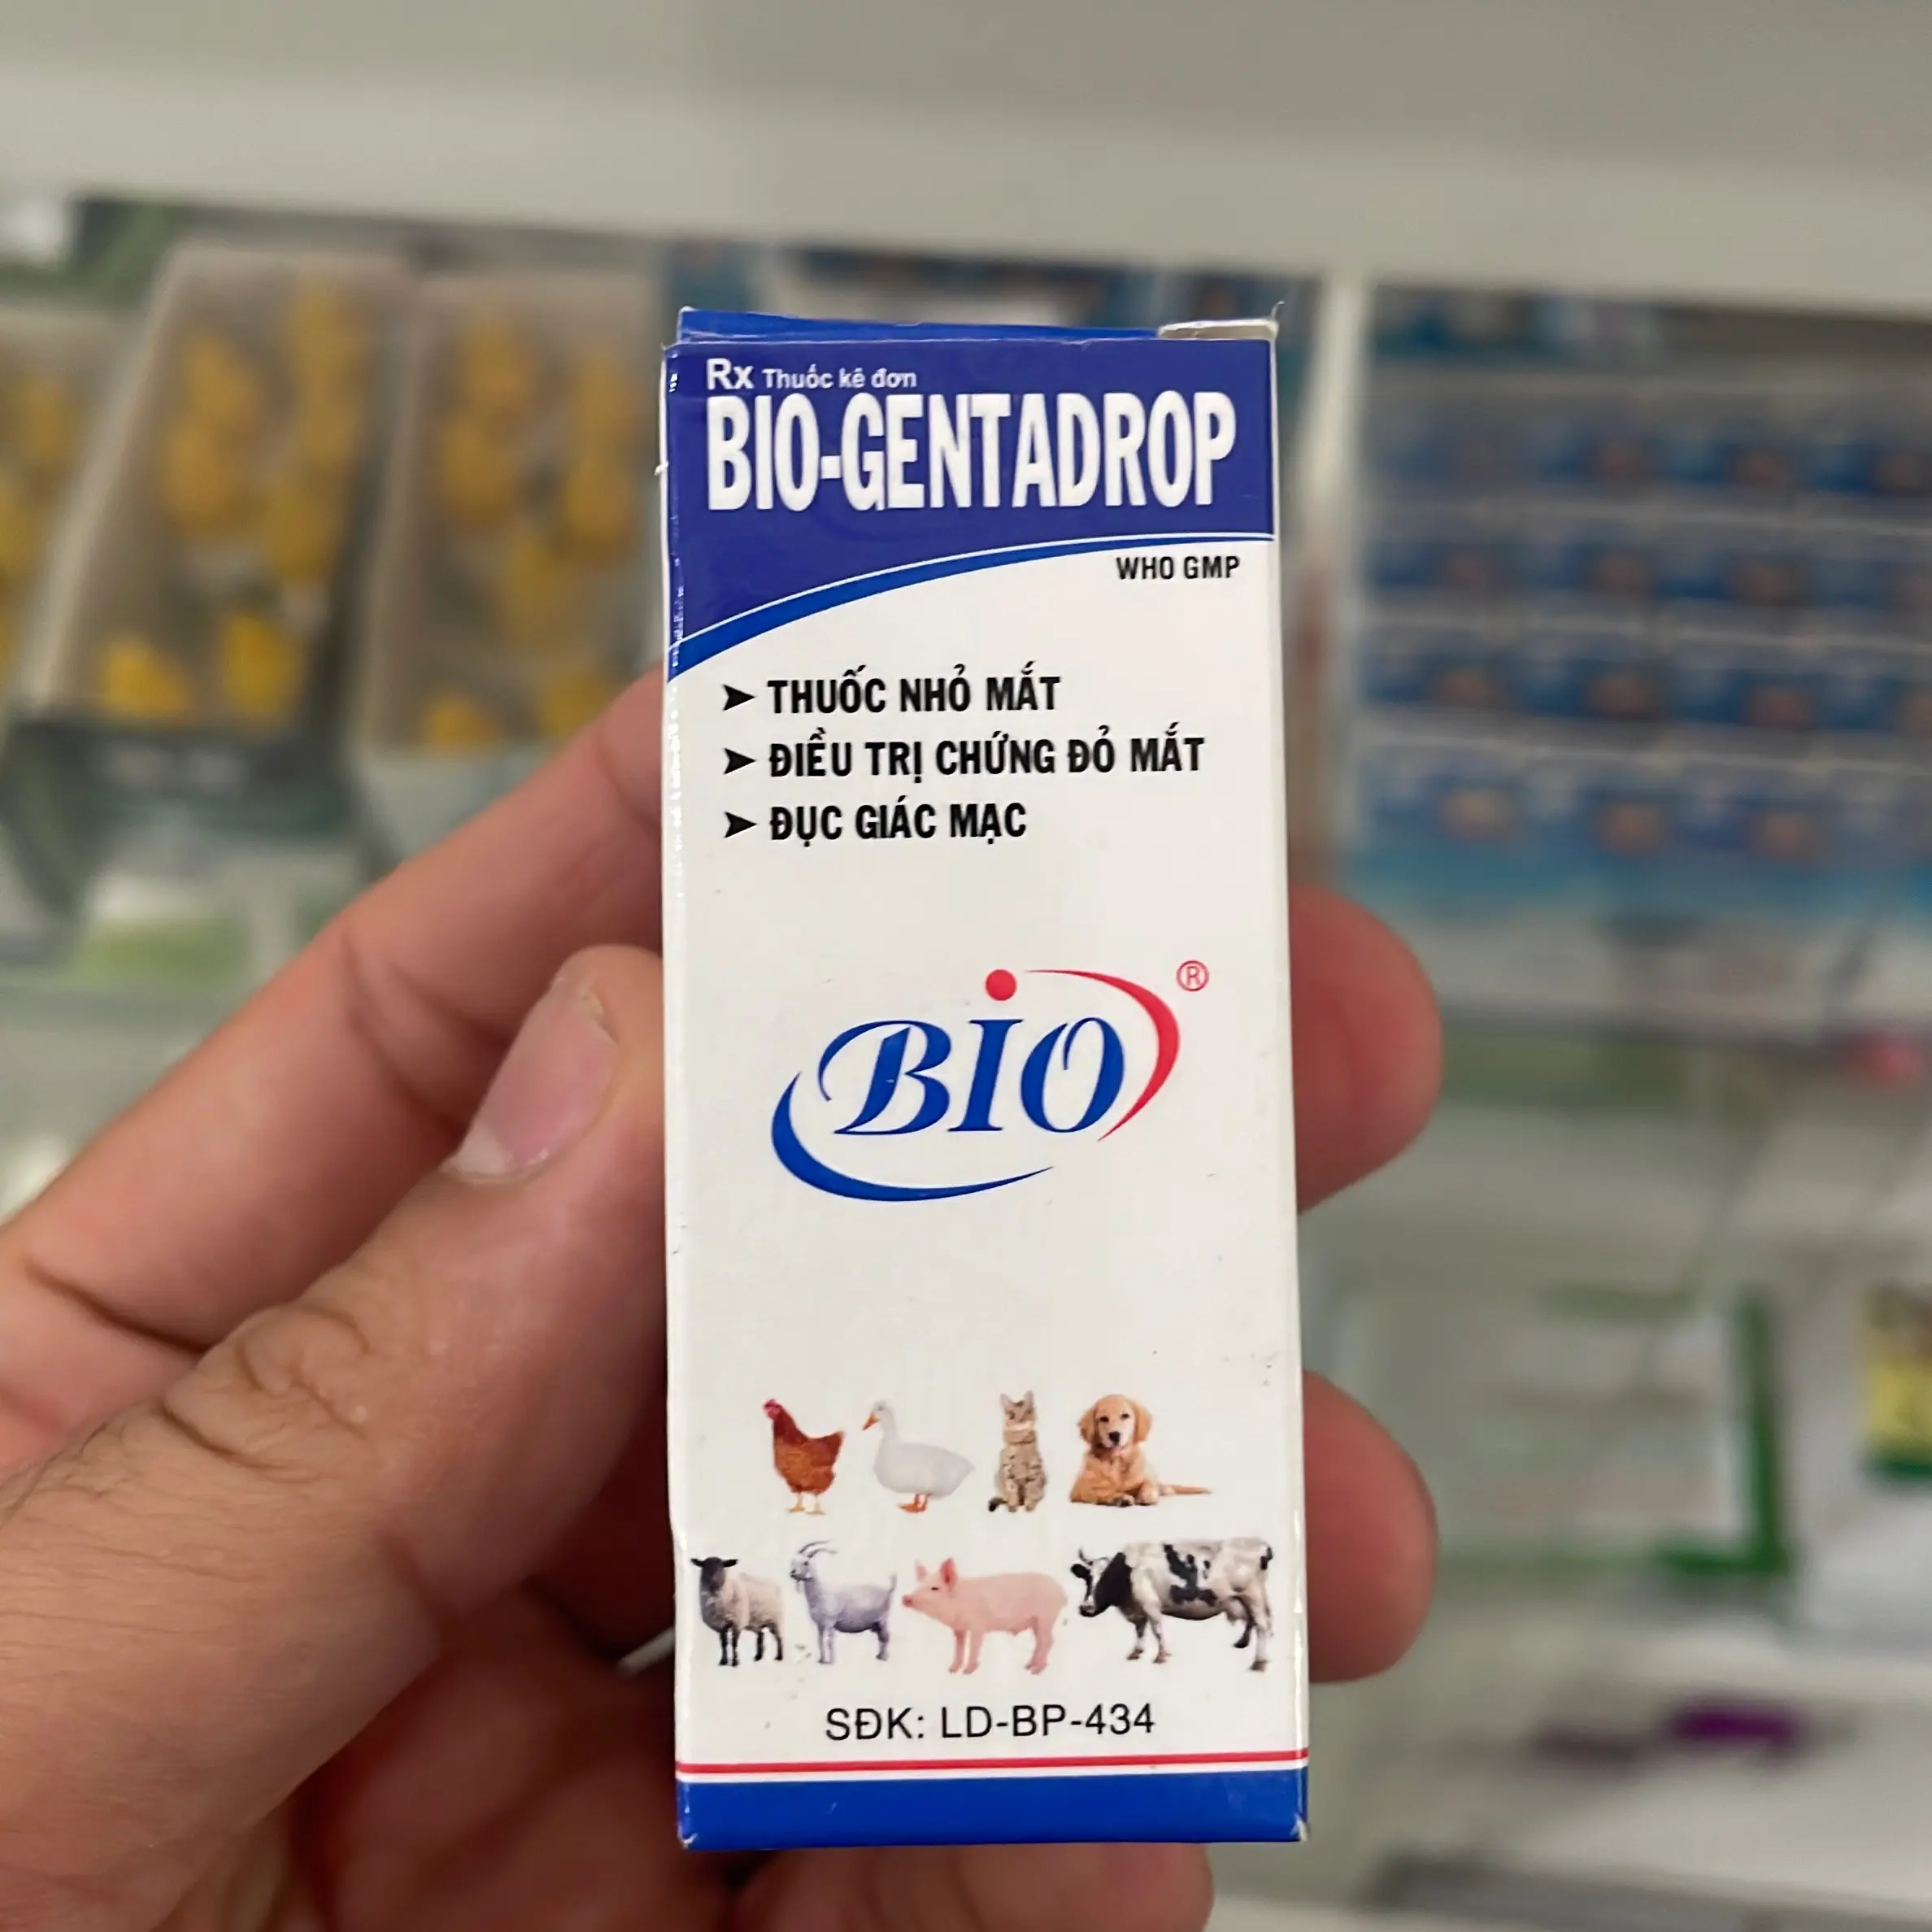 Rx Thuốc kê đơn
BIO-GENTADROP
WHO GMP
➤ THUỐC NHỎ MẮT
➤ ĐIỀU TRỊ CHỨNG ĐỎ MẮT
➤ ĐỤC GIÁC MẠC
BIO®
SĐK: LD-BP-434